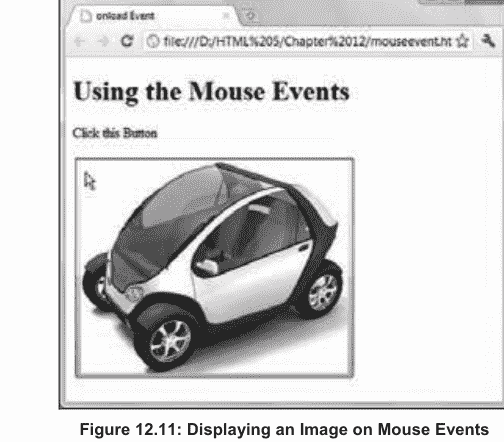 onload Event
file:///D:/HTML%205/Chapter%2012/mouseevent.ht
Using the Mouse Events
Click this Button
Figure 12.11: Displaying an Image on Mouse Events